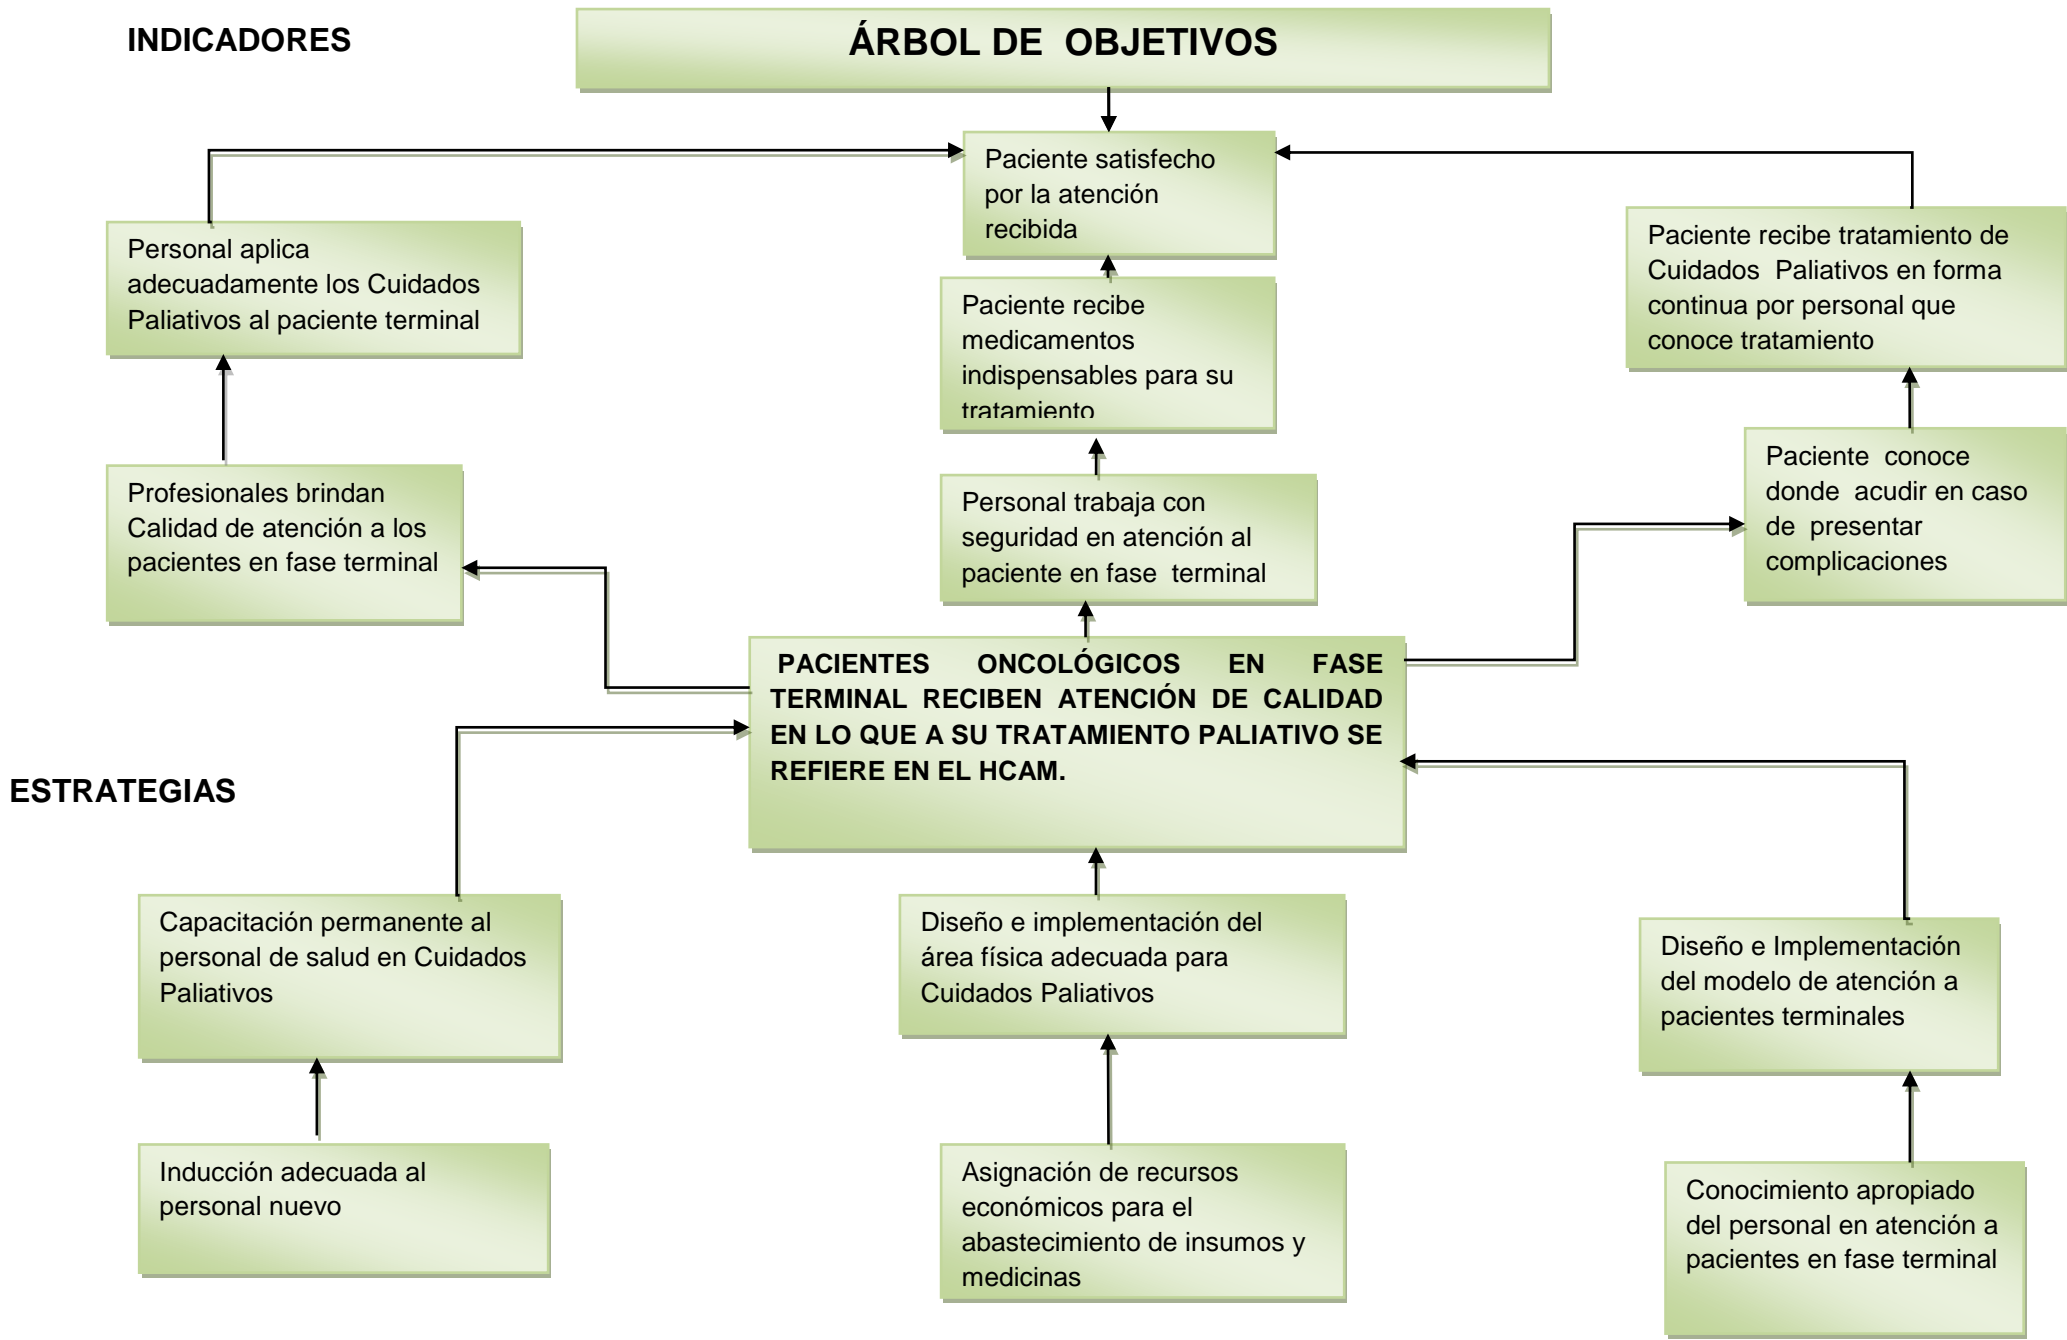 INDICADORES
ÁRBOL DE OBJETIVOS
Paciente satisfecho
por la atención
recibida
Personal aplica
adecuadamente los Cuidados
Paliativos al paciente terminal
Paciente recibe
medicamentos
indispensables para su
tratamiento
Paciente recibe tratamiento de
Cuidados Paliativos en forma
continua por personal que
conoce tratamiento
Profesionales brindan
Calidad de atención a los
pacientes en fase terminal
Personal trabaja con
seguridad en atención al
paciente en fase terminal
Paciente conoce
donde acudir en caso
de presentar
complicaciones
PACIENTES ONCOLÓGICOS EN FASE
TERMINAL RECIBEN ATENCIÓN DE CALIDAD
EN LO QUE A SU TRATAMIENTO PALIATIVO SE
REFIERE EN EL HCAM.
ESTRATEGIAS
Capacitación permanente al
personal de salud en Cuidados
Paliativos
Diseño e implementación del
área física adecuada para
Cuidados Paliativos
Diseño e Implementación
del modelo de atención a
pacientes terminales
Inducción adecuada al
personal nuevo
Asignación de recursos
económicos para el
abastecimiento de insumos y
medicinas
Conocimiento apropiado
del personal en atención a
pacientes en fase terminal